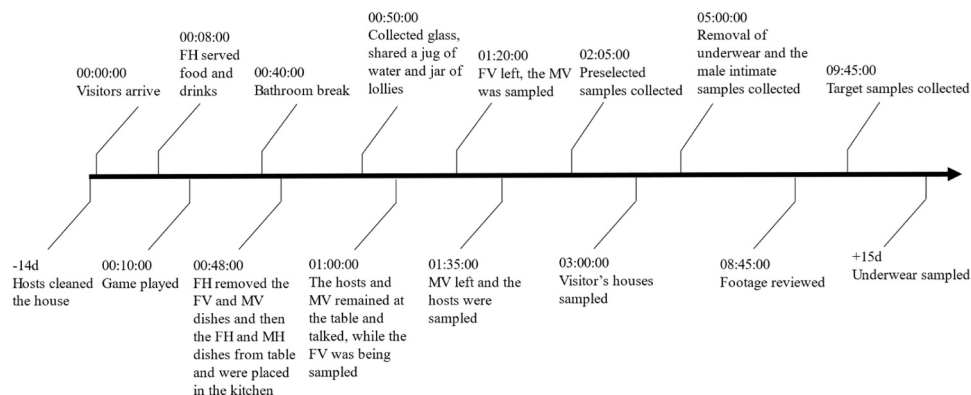 00:00:00
Visitors arrive
00:08:00
FH served
food and
drinks
00:40:00
Bathroom break
00:50:00
Collected glass,
shared a jug of
water and jar of
lollies
01:20:00
FV left, the MV
was sampled
02:05:00
Preselected
samples collected
05:00:00
Removal of
underwear and the
male intimate
samples collected
09:45:00
Target samples collected
-14d
Hosts cleaned
the house
00:10:00
Game played
00:48:00
FH removed the
FV and MV
dishes and then
the FH and MH
dishes from table
and were placed
in the kitchen
01:00:00
The hosts and
MV remained at
the table and
talked, while the
FV was being
sampled
01:35:00
MV left and the
hosts were
sampled
03:00:00
Visitor's houses
sampled
08:45:00
Footage reviewed
+15d
Underwear sampled